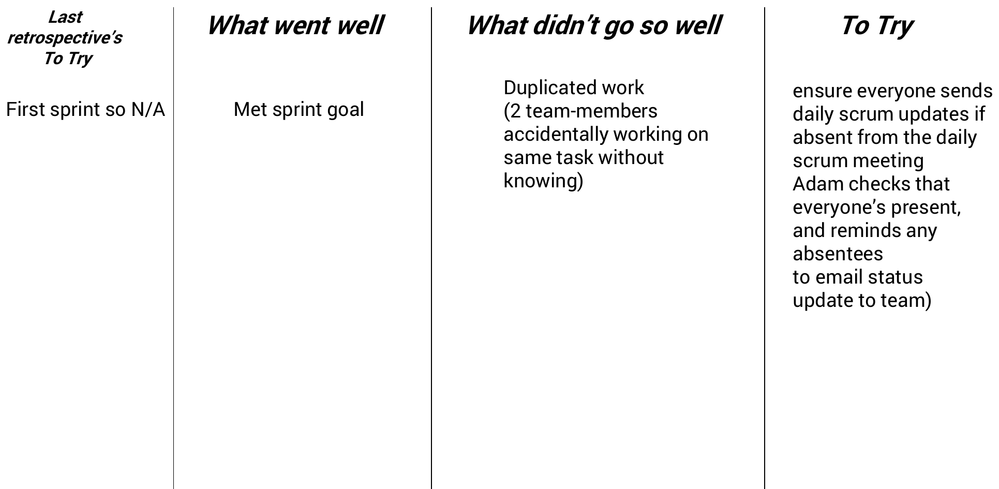 Last
retrospective’s
To Try
First sprint so N/A
What went well
Met sprint goal
What didn’t go so well
Duplicated work
(2 team-members
accidentally working on
same task without
knowing)
To Try
ensure everyone sends
daily scrum updates if
absent from the daily
scrum meeting
Adam checks that
everyone’s present,
and reminds any
absentees
to email status
update to team)